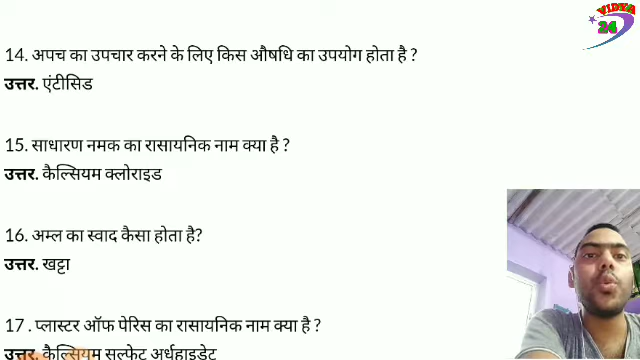 VIDYA
24
14. अपच का उपचार करने के लिए किस औषधि का उपयोग होता है ?
उत्तर. एंटीसिड
15. साधारण नमक का रासायनिक नाम क्या है ?
उत्तर. कैल्सियम क्लोराइड
16. अम्ल का स्वाद कैसा होता है?
उत्तर. खट्टा
17 . प्लास्टर ऑफ पेरिस का रासायनिक नाम क्या है ?
उत्तर. कैल्सियम सल्फेट अर्धहाइडेट